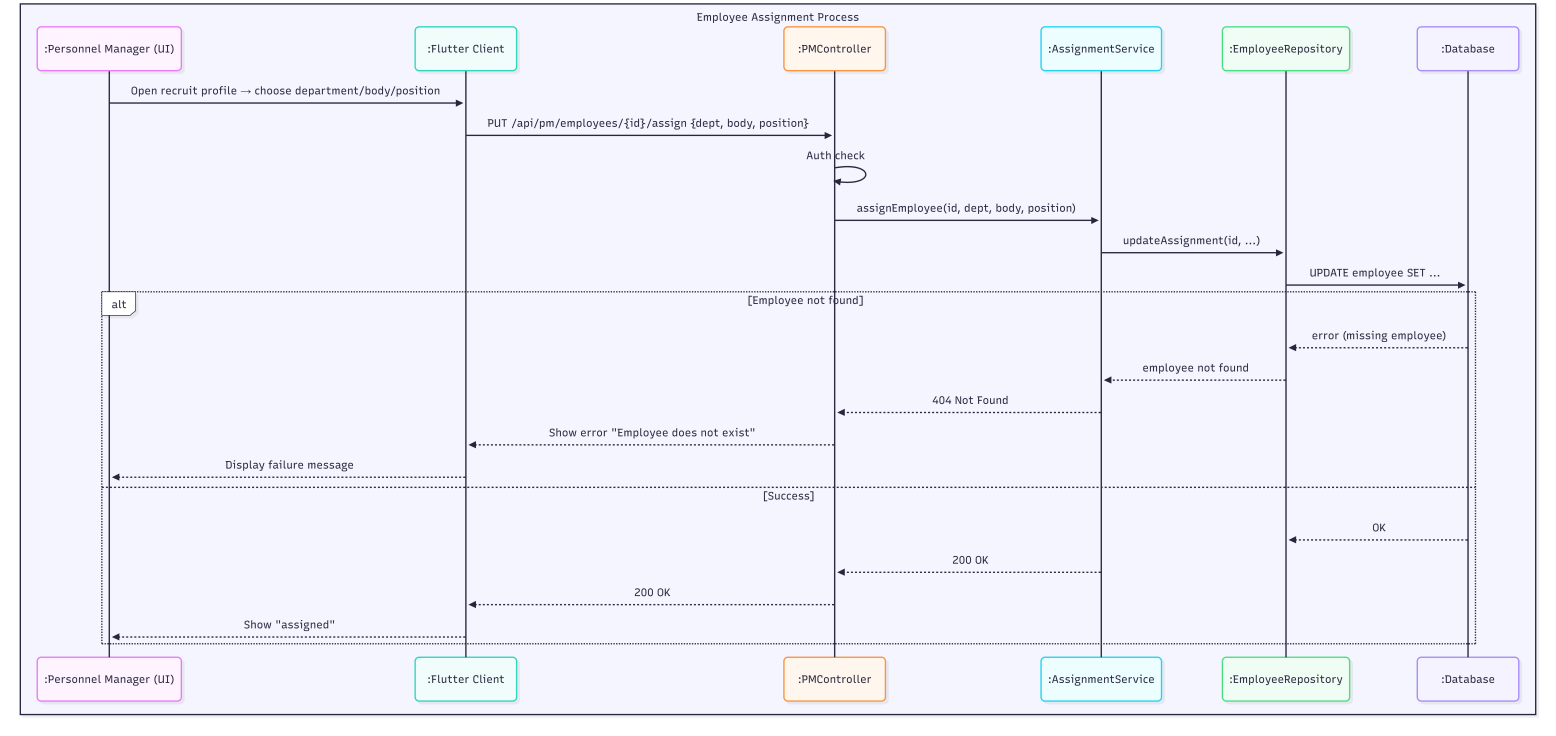 Employee Assignment Process
:Personnel Manager (UI)
:Flutter Client
:PMController
:AssignmentService
:EmployeeRepository
:Database
Open recruit profile → choose department/body/position
PUT /api/pm/employees/{id}/assign {dept, body, position}
Auth check
assignEmployee(id, dept, body, position)
updateAssignment(id, ...)
UPDATE employee SET ...
alt
[Employee not found]
error (missing employee)
employee not found
404 Not Found
Show error "Employee does not exist"
Display failure message
[Success]
OK
200 OK
200 OK
Show "assigned"
:Personnel Manager (UI)
:Flutter Client
:PMController
:AssignmentService
:EmployeeRepository
:Database